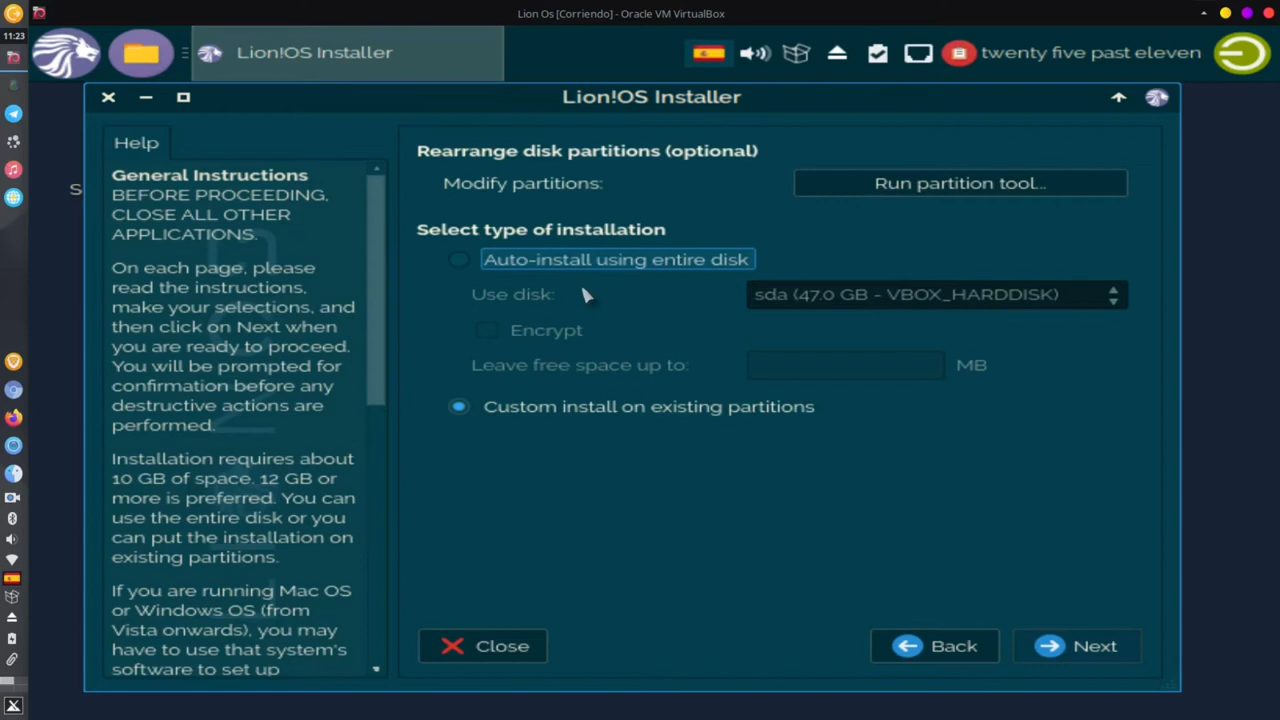 Lion Os [Corriendo] - Oracle VM VirtualBox
11:23
Lion!OS Installer
twenty five past eleven
Lion!OS Installer
S
Help
General Instructions
BEFORE PROCEEDING,
CLOSE ALL OTHER
APPLICATIONS.
On each page, please
read the instructions,
make your selections, and
then click on Next when
you are ready to proceed.
You will be prompted for
confirmation before any
destructive actions are
performed.
Installation requires about
10 GB of space. 12 GB or
more is preferred. You can
use the entire disk or you
can put the installation on
existing partitions.
If you are running Mac OS
or Windows OS (from
Vista onwards), you may
have to use that system's
software to set up
Rearrange disk partitions (optional)
Modify partitions:
Run partition tool...
Select type of installation
Auto-install using entire disk
Use disk:
sda (47.0 GB - VBOX_HARDDISK)
Encrypt
Leave free space up to:
MB
Custom install on existing partitions
Close
Back
Next